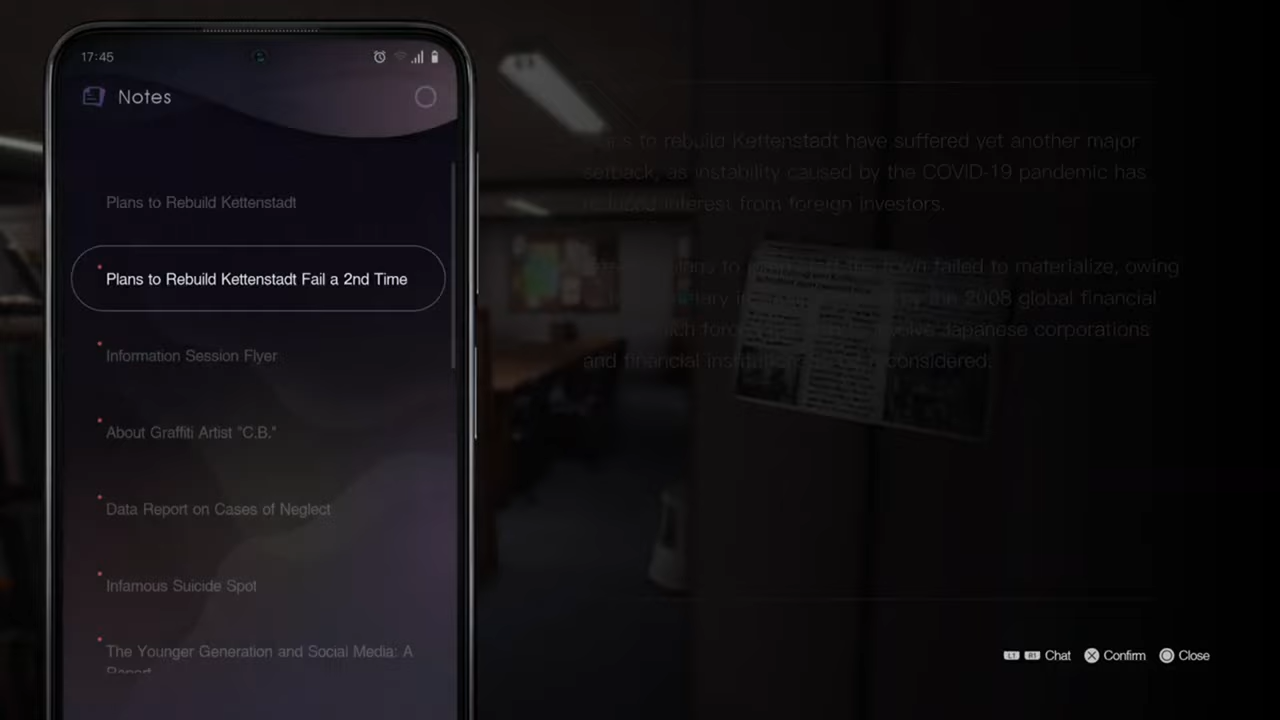 17:45
Notes
Plans to Rebuild Kettenstadt
Plans to Rebuild Kettenstadt Fail a 2nd Time
Information Session Flyer
About Graffiti Artist "C.B."
Data Report on Cases of Neglect
Infamous Suicide Spot
The Younger Generation and Social Media: A
Report
to rebuild Kettenstadt have suffered yet another major
setback, as instability caused by the COVID-19 pandemic has
reduced interest from foreign investors.
to town failed to materialize, owing
by the 2008 global financial
Japanese corporations
and financial considered.
L1 R1 Chat
Confirm
Close